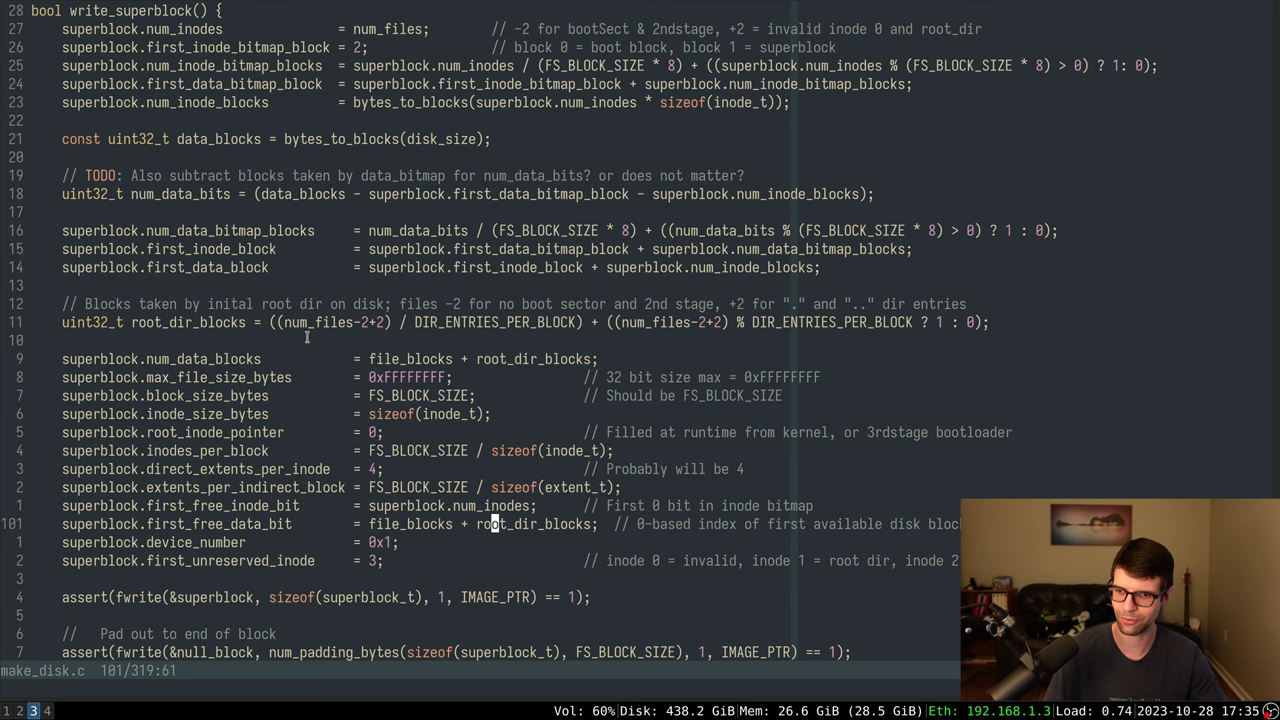 28 bool write_superblock() {
27 superblock.num_inodes = num_files; // -2 for bootSect & 2ndstage, +2 = invalid inode 0 and root_dir
26 superblock.first_inode_bitmap_block = 2; // block 0 = boot block, block 1 = superblock
25 superblock.num_inode_bitmap_blocks = superblock.num_inodes / (FS_BLOCK_SIZE * 8) + ((superblock.num_inodes % (FS_BLOCK_SIZE * 8) > 0) ? 1: 0);
24 superblock.first_data_bitmap_block = superblock.first_inode_bitmap_block + superblock.num_inode_bitmap_blocks;
23 superblock.num_inode_blocks = bytes_to_blocks(superblock.num_inodes * sizeof(inode_t));
22
21 const uint32_t data_blocks = bytes_to_blocks(disk_size);
20
19 // TODO: Also subtract blocks taken by data_bitmap for num_data_bits? or does not matter?
18 uint32_t num_data_bits = (data_blocks - superblock.first_data_bitmap_block - superblock.num_inode_blocks);
17
16 superblock.num_data_bitmap_blocks = num_data_bits / (FS_BLOCK_SIZE * 8) + ((num_data_bits % (FS_BLOCK_SIZE * 8) > 0) ? 1 : 0);
15 superblock.first_inode_block = superblock.first_data_bitmap_block + superblock.num_data_bitmap_blocks;
14 superblock.first_data_block = superblock.first_inode_block + superblock.num_inode_blocks;
13
12 // Blocks taken by inital root dir on disk; files -2 for no boot sector and 2nd stage, +2 for "." and ".." dir entries
11 uint32_t root_dir_blocks = ((num_files-2+2) / DIR_ENTRIES_PER_BLOCK) + ((num_files-2+2) % DIR_ENTRIES_PER_BLOCK ? 1 : 0);
10
9 superblock.num_data_blocks = file_blocks + root_dir_blocks;
8 superblock.max_file_size_bytes = 0xFFFFFFFF; // 32 bit size max = 0xFFFFFFFF
7 superblock.block_size_bytes = FS_BLOCK_SIZE; // Should be FS_BLOCK_SIZE
6 superblock.inode_size_bytes = sizeof(inode_t);
5 superblock.root_inode_pointer = 0; // Filled at runtime from kernel, or 3rdstage bootloader
4 superblock.inodes_per_block = FS_BLOCK_SIZE / sizeof(inode_t);
3 superblock.direct_extents_per_inode = 4; // Probably will be 4
2 superblock.extents_per_indirect_block = FS_BLOCK_SIZE / sizeof(extent_t);
1 superblock.first_free_inode_bit = superblock.num_inodes; // First 0 bit in inode bitmap
101 superblock.first_free_data_bit = file_blocks + root_dir_blocks; // 0-based index of first available disk bloc
1 superblock.device_number = 0x1;
2 superblock.first_unreserved_inode = 3; // inode 0 = invalid, inode 1 = root dir, inode 2
3
4 assert(fwrite(&superblock, sizeof(superblock_t), 1, IMAGE_PTR) == 1);
5
6 // Pad out to end of block
7 assert(fwrite(&null_block, num_padding_bytes(sizeof(superblock_t), FS_BLOCK_SIZE), 1, IMAGE_PTR) == 1);
make_disk.c 101/319:61
1 2 3 4 Vol: 60%|Disk: 438.2 GiB|Mem: 26.6 GiB (28.5 GiB)|Eth: 192.168.1.3|Load: 0.74|2023-10-28 17:35